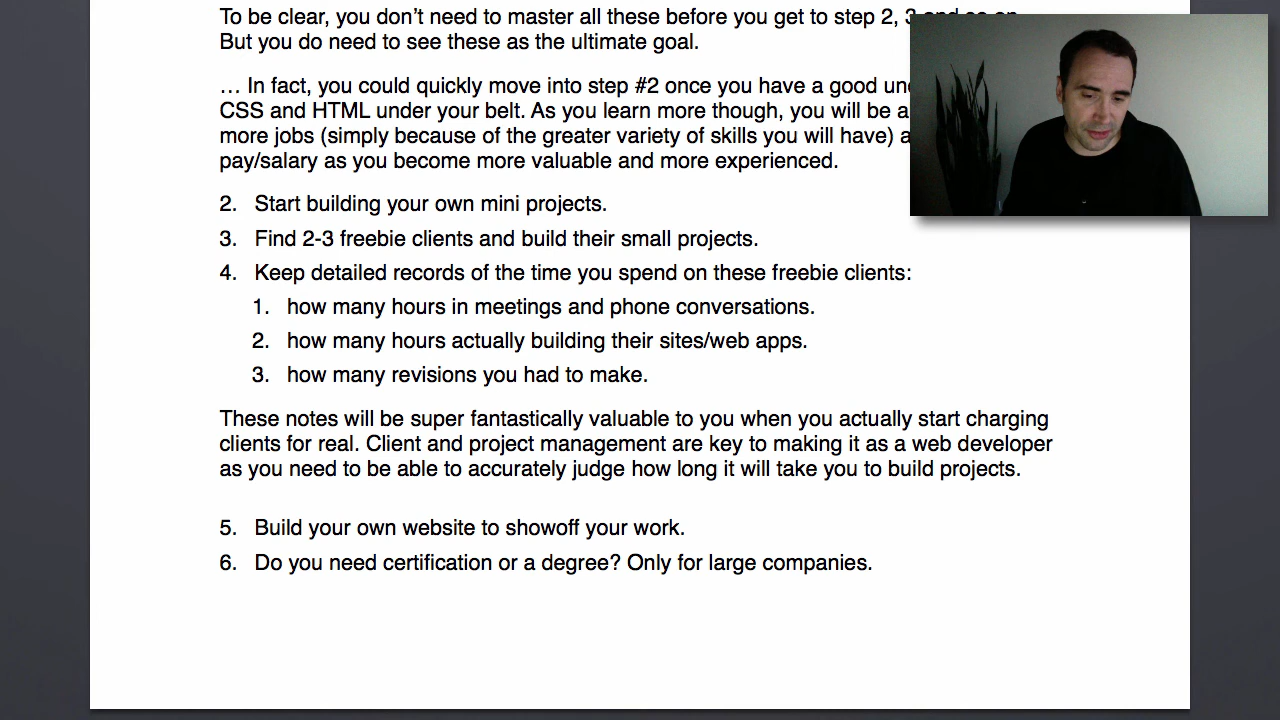 To be clear, you don't need to master all these before you get to step 2, 3 and so on.
But you do need to see these as the ultimate goal.
… In fact, you could quickly move into step #2 once you have a good
CSS and HTML under your belt. As you learn more though, you will be
more jobs (simply because of the greater variety of skills you will have)
pay/salary as you become more valuable and more experienced.
2. Start building your own mini projects.
3. Find 2-3 freebie clients and build their small projects.
4. Keep detailed records of the time you spend on these freebie clients:
1. how many hours in meetings and phone conversations.
2. how many hours actually building their sites/web apps.
3. how many revisions you had to make.
These notes will be super fantastically valuable to you when you actually start charging
clients for real. Client and project management are key to making it as a web developer
as you need to be able to accurately judge how long it will take you to build projects.
5. Build your own website to showoff your work.
6. Do you need certification or a degree? Only for large companies.